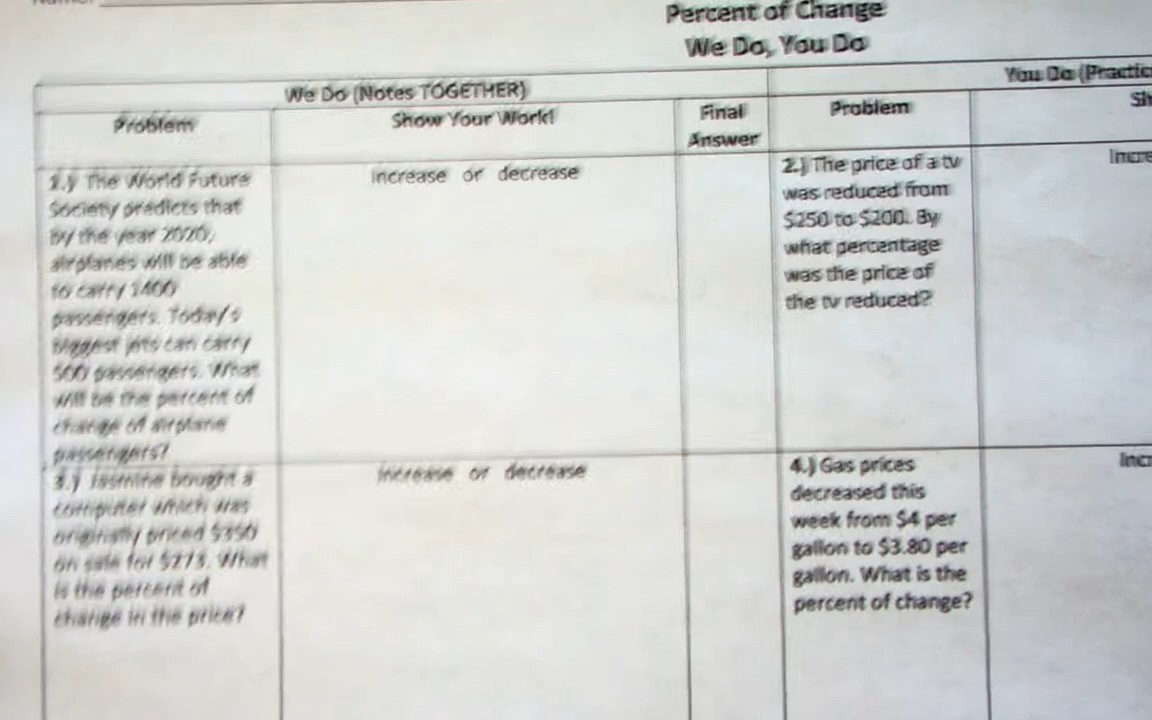 Percent of Change
We Do, You Do
We Do (Notes TOGETHER)
You Do (Practic
Problem
Show Your Work!
Final
Answer
Problem
Sh
1.) The World Future
Society predicts that
by the year 2020,
airplanes will be able
to carry 1400
passengers. Today's
biggest jets can carry
500 passengers. What
will be the percent of
change of airplane
passengers?
increase or decrease
2.) The price of a tv
was reduced from
$250 to $200. By
what percentage
was the price of
the tv reduced?
Incre
3.) Jasmine bought a
computer which was
originally priced $350
on sale for $273. What
is the percent of
change in the price?
increase or decrease
4.) Gas prices
decreased this
week from $4 per
gallon to $3.80 per
gallon. What is the
percent of change?
Incr